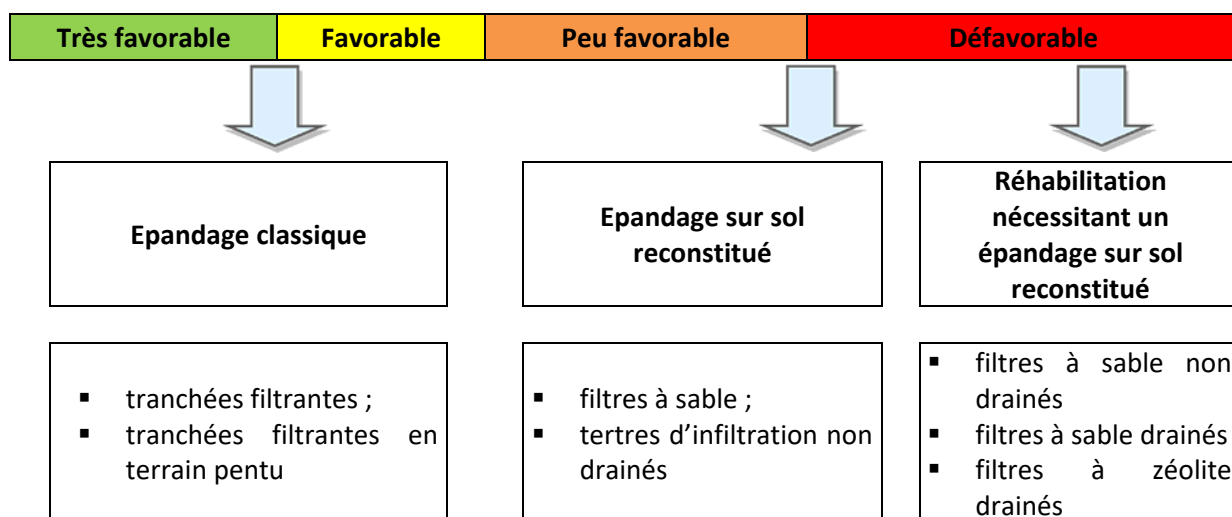 Très favorable Favorable Peu favorable Défavorable
Epandage classique
Epandage sur sol
reconstitué
Réhabilitation
nécessitant un
épandage sur sol
reconstitué
▪ tranchées filtrantes ;
▪ tranchées filtrantes en
terrain pentu
▪ filtres à sable ;
▪ tertres d’infiltration non
drainés
▪ filtres à sable non
drainés
▪ filtres à sable drainés
▪ filtres à zéolite
drainés